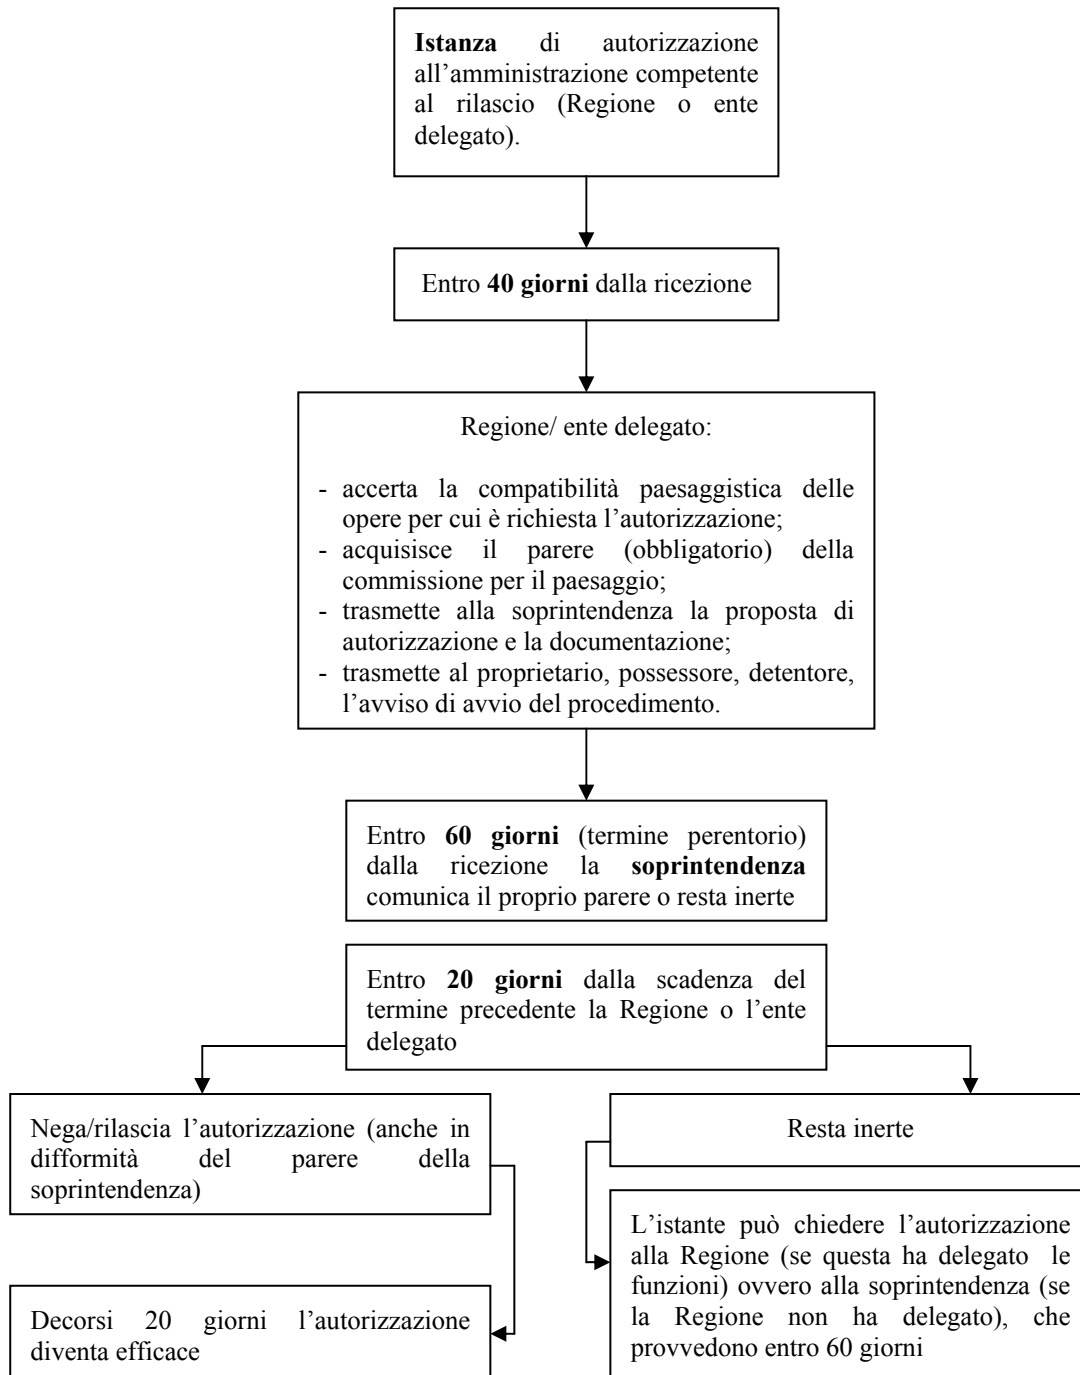 Istanza di autorizzazione
all’amministrazione competente
al rilascio (Regione o ente
delegato).
Entro 40 giorni dalla ricezione
Regione/ ente delegato:
- accerta la compatibilità paesaggistica delle
opere per cui è richiesta l’autorizzazione;
- acquisisce il parere (obbligatorio) della
commissione per il paesaggio;
- trasmette alla soprintendenza la proposta di
autorizzazione e la documentazione;
- trasmette al proprietario, possessore, detentore,
l’avviso di avvio del procedimento.
Entro 60 giorni (termine perentorio)
dalla ricezione la soprintendenza
comunica il proprio parere o resta inerte
Entro 20 giorni dalla scadenza del
termine precedente la Regione o l’ente
delegato
Nega/rilascia l’autorizzazione (anche in
difformità del parere della
soprintendenza)
Decorsi 20 giorni l’autorizzazione
diventa efficace
Resta inerte
L’istante può chiedere l’autorizzazione
alla Regione (se questa ha delegato le
funzioni) ovvero alla soprintendenza (se
la Regione non ha delegato), che
provvedono entro 60 giorni